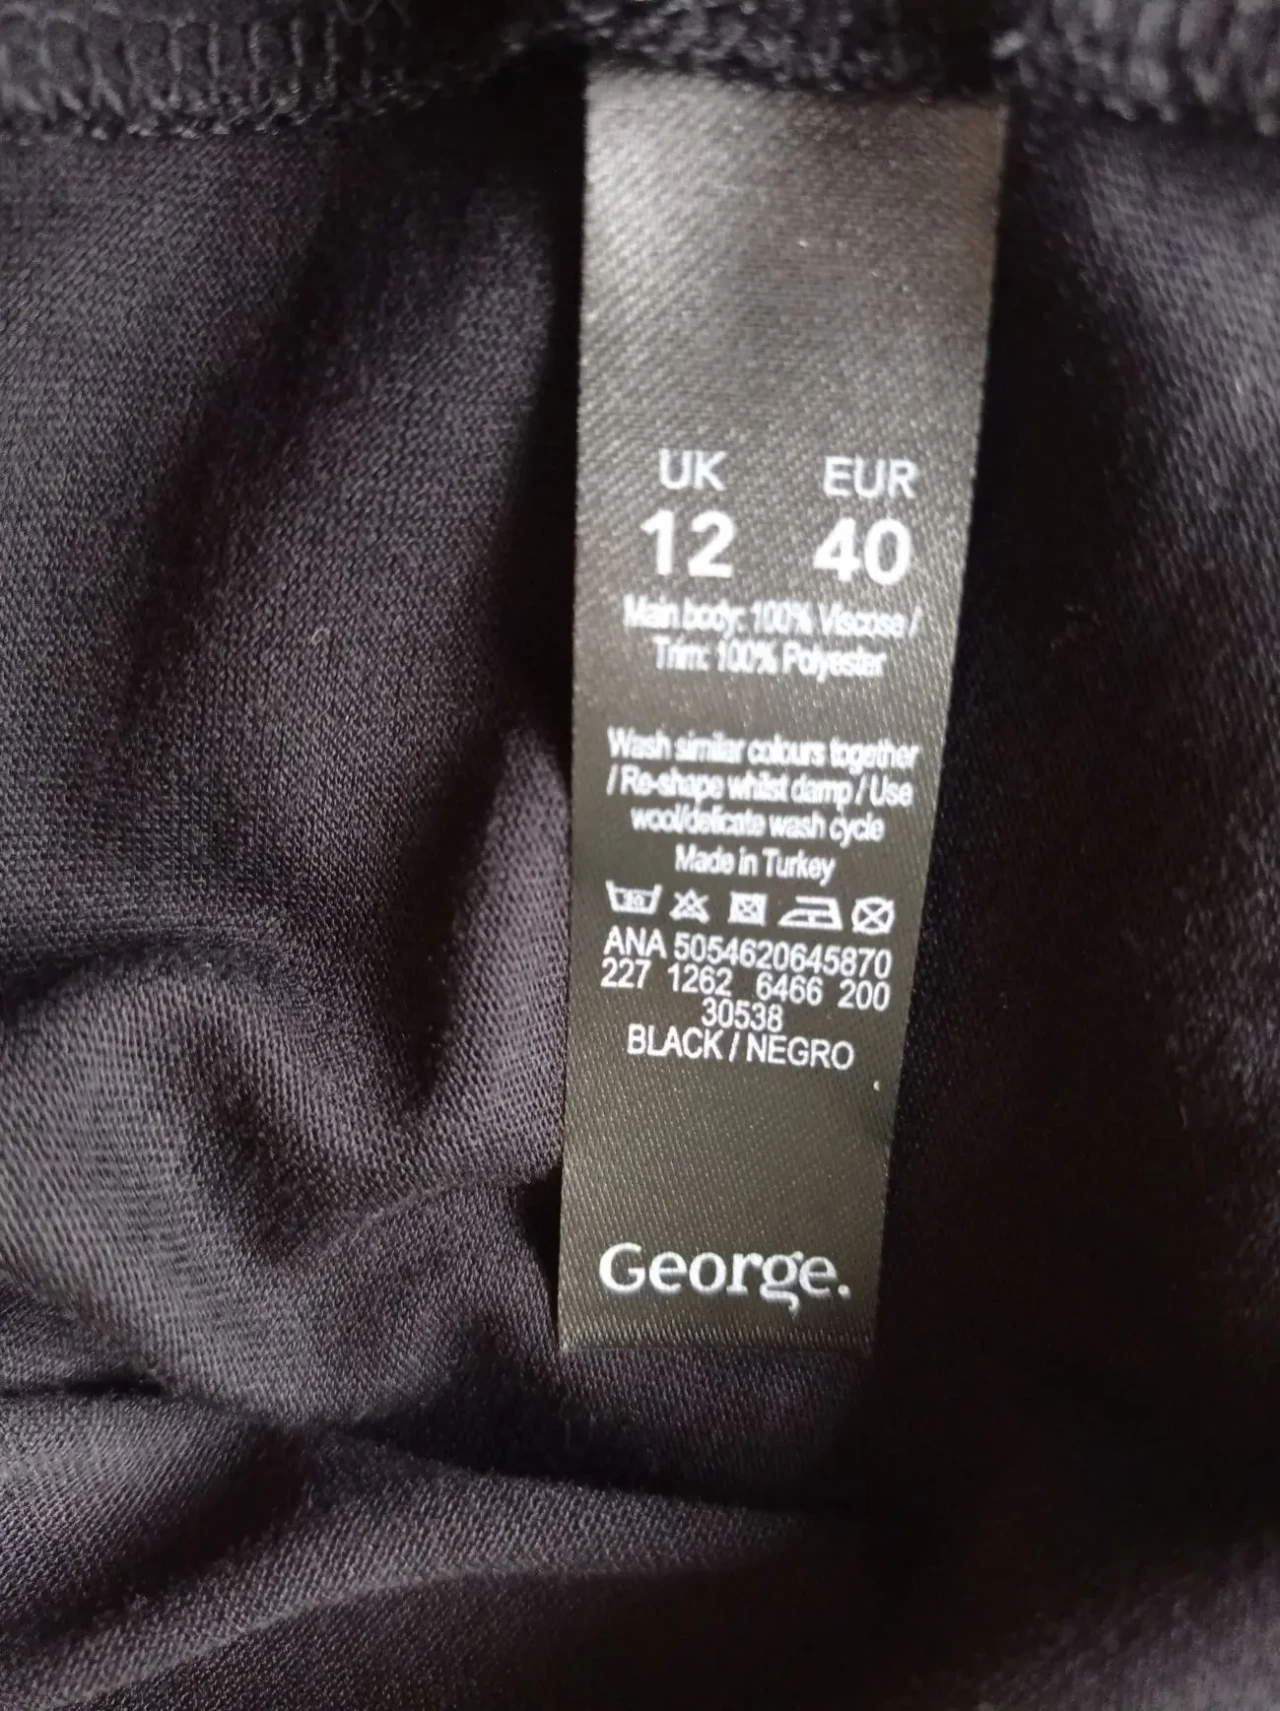 UK EUR
12 40
Main body: 100% Viscose /
Trim: 100% Polyester
Wash similar colours together
/ Re-shape whilst damp / Use
wool/delicate wash cycle
Made in Turkey
ANA 5054620645870
227 1262 6466 200
30538
BLACK / NEGRO
George.